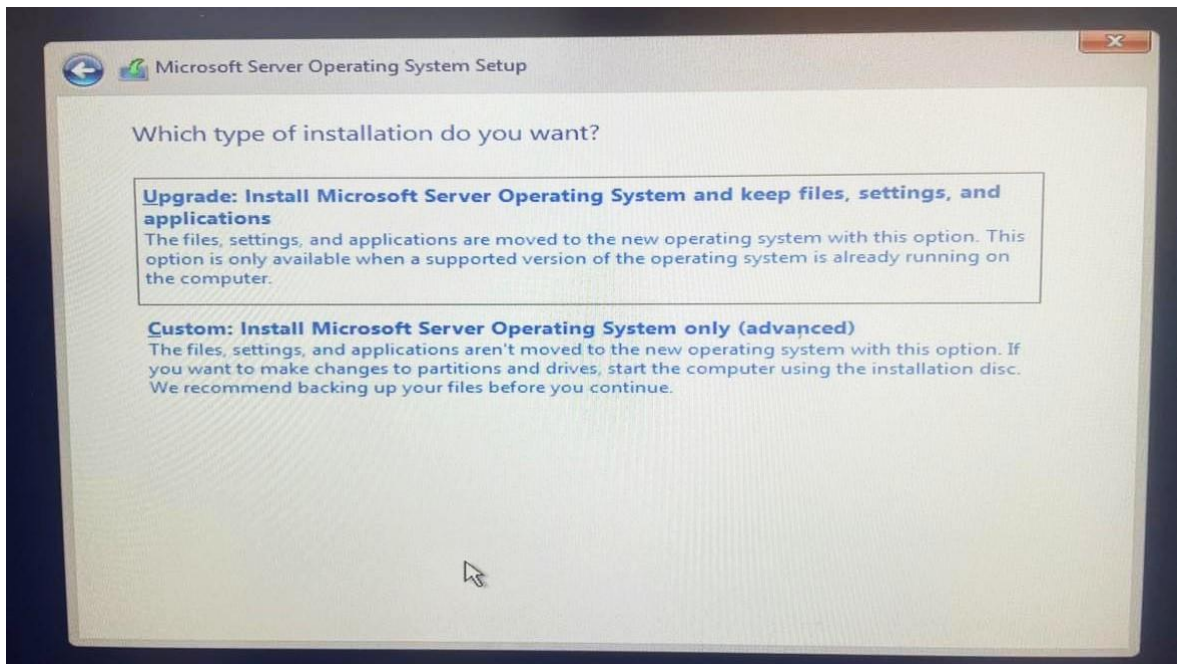 Microsoft Server Operating System Setup
Which type of installation do you want?
Upgrade: Install Microsoft Server Operating System and keep files, settings, and
applications
The files, settings, and applications are moved to the new operating system with this option. This
option is only available when a supported version of the operating system is already running on
the computer.
Custom: Install Microsoft Server Operating System only (advanced)
The files, settings, and applications aren't moved to the new operating system with this option. If
you want to make changes to partitions and drives, start the computer using the installation disc.
We recommend backing up your files before you continue.